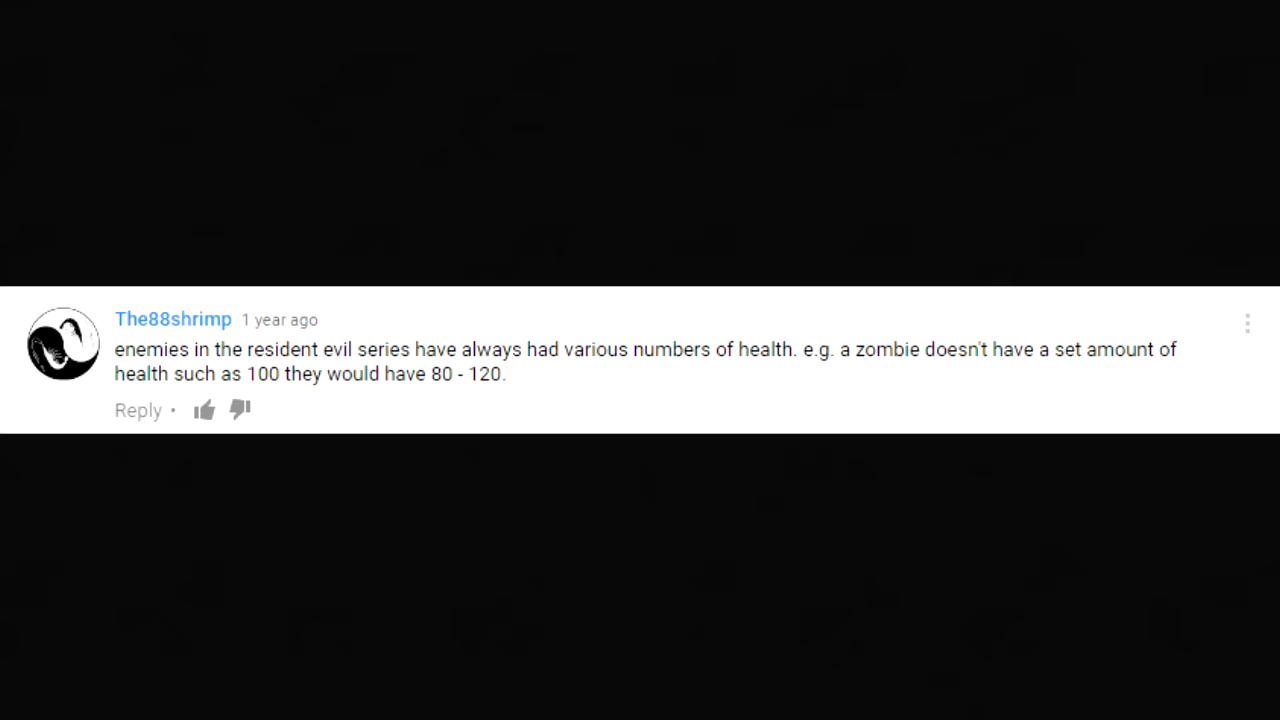 The88shrimp 1 year ago
enemies in the resident evil series have always had various numbers of health. e.g. a zombie doesn't have a set amount of
health such as 100 they would have 80 - 120.
Reply •